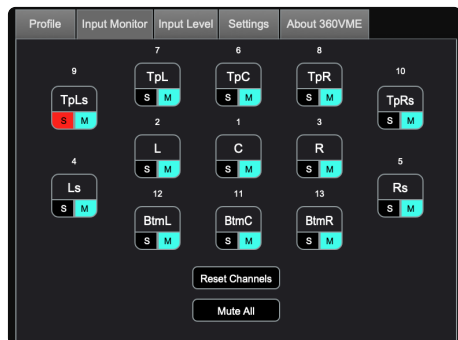 Profile Input Monitor Input Level Settings About 360VME
7 6 8
9 TpL TpC TpR 10
S M S M S M
TpLs TpRs
S M S M
2 1 3
L C R
4 S M S M S M 5
Ls Rs
12 11 13
S M S M
BtmL BtmC BtmR
S M S M S M
Reset Channels
Mute All